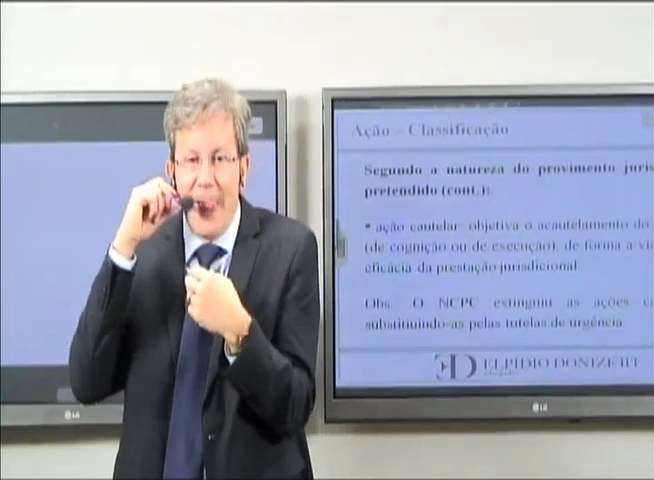 Ação – Classificação
Segundo a natureza do provimento juris
pretendido (cont.):
* ação cautelar objetiva o acautelamento do
(de cognição ou de execução), de forma a via
eficácia da prestação jurisdicional
Obs. O NCPC extinguiu as ações ca
substituindo-as pelas tutelas de urgência.
ED ELPÍDIO DONIZETTI
LG
LG